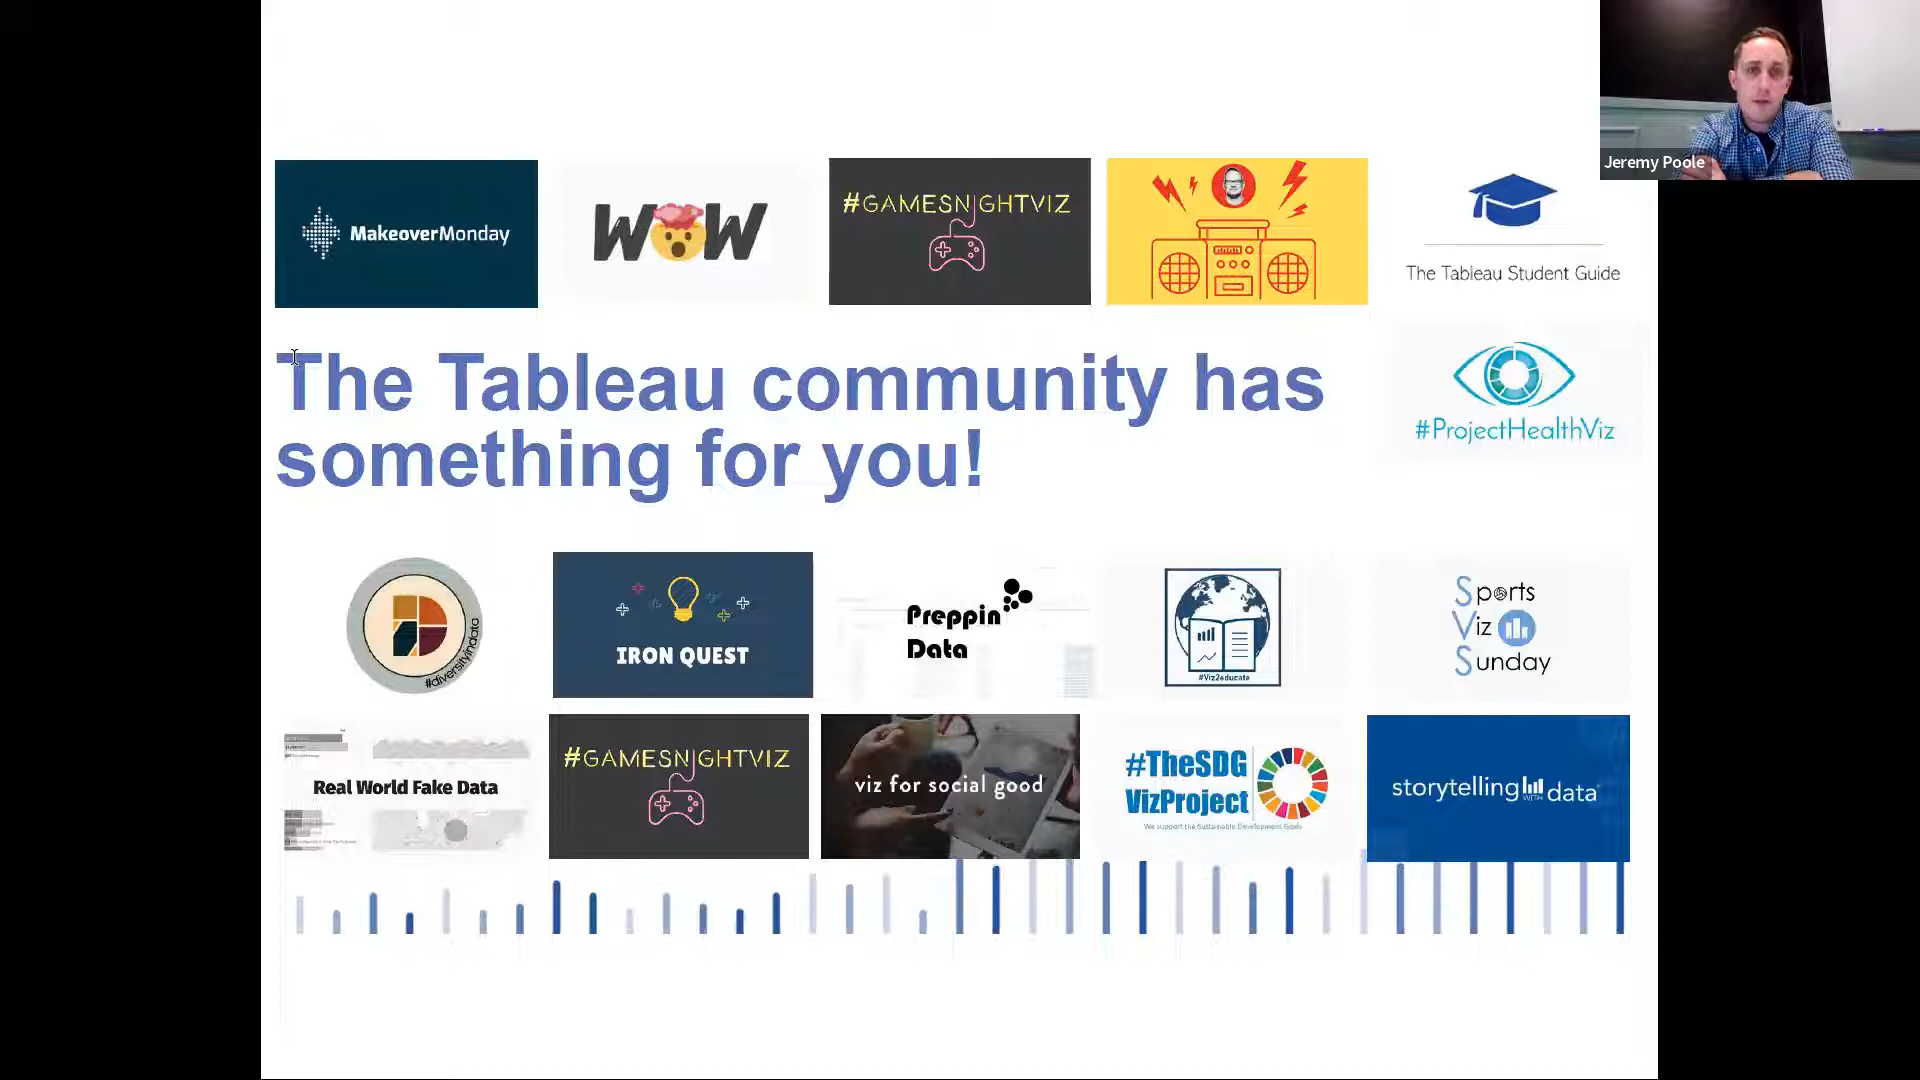 MakeoverMonday
WOW
#GAMESNIGHTVIZ
The Tableau Student Guide
Jeremy Poole
The Tableau community has
something for you!
#ProjectHealthViz
#diversityindata
IRON QUEST
Preppin
Data
#Viz2educate
Sports
Viz
Sunday
Real World Fake Data
#GAMESNIGHTVIZ
viz for social good
#TheSDG
VizProject
We support the Sustainable Development Goals
storytelling WITH data